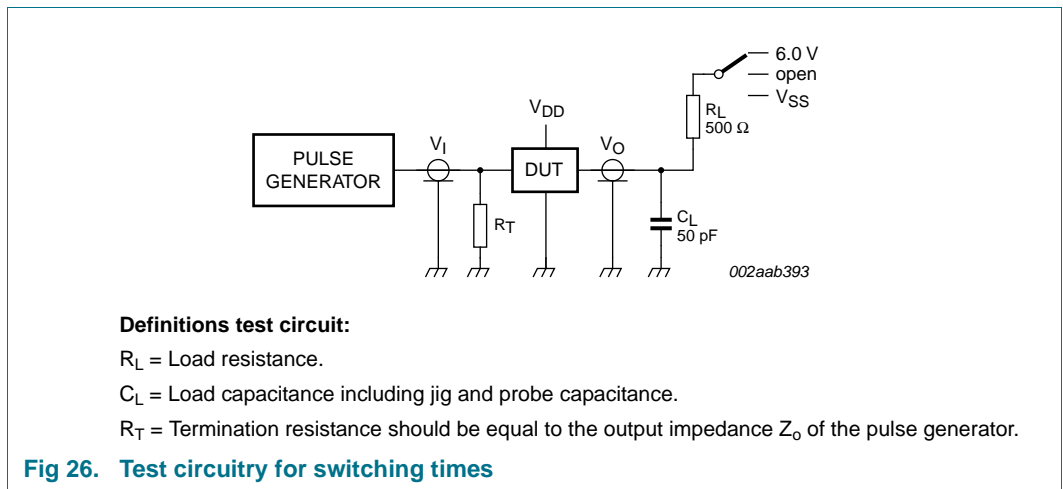 6.0 V
open
VSS
RL
500 Ω
VDD
VI
VO
PULSE
GENERATOR
DUT
RT
CL
50 pF
002aab393
Definitions test circuit:
RL = Load resistance.
CL = Load capacitance including jig and probe capacitance.
RT = Termination resistance should be equal to the output impedance Zo of the pulse generator.
Fig 26. Test circuitry for switching times